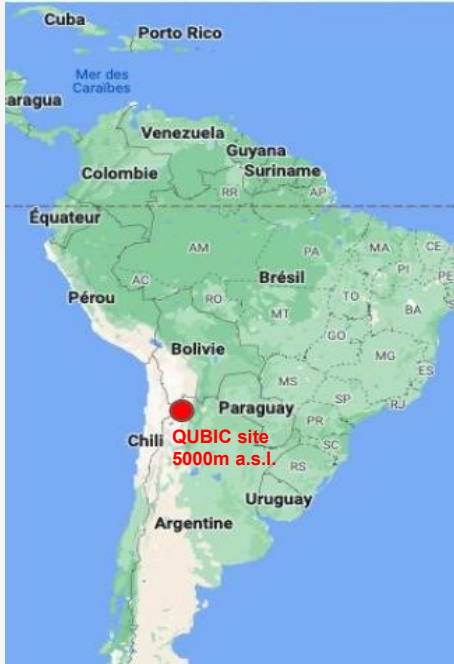 Cuba
Porto Rico
Mer des
Caraïbes
caragua
Venezuela
Guyana
Suriname
Colombie
RR
AP
Équateur
AM
PA
MA
CE
PI
PE
AC
RO
Brésil
TO
BA
Pérou
MT
GO
Bolivie
MG
ES
MS
SP
RJ
Paraguay
PR
SC
QUBIC site
Chili
5000m a.s.l.
RS
Uruguay
Argentine